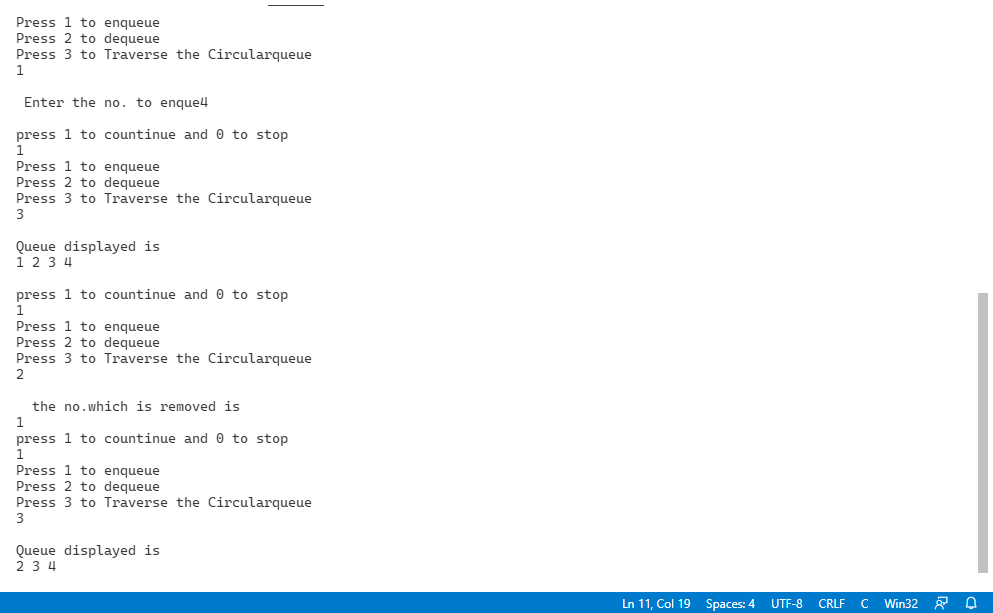 Press 1 to enqueue
Press 2 to dequeue
Press 3 to Traverse the Circularqueue
1
Enter the no. to enque4
press 1 to countinue and 0 to stop
1
Press 1 to enqueue
Press 2 to dequeue
Press 3 to Traverse the Circularqueue
3
Queue displayed is
1 2 3 4
press 1 to countinue and 0 to stop
1
Press 1 to enqueue
Press 2 to dequeue
Press 3 to Traverse the Circularqueue
2
the no.which is removed is
1
press 1 to countinue and 0 to stop
1
Press 1 to enqueue
Press 2 to dequeue
Press 3 to Traverse the Circularqueue
3
Queue displayed is
2 3 4
Ln 11, Col 19 Spaces: 4 UTF-8 CRLF C Win32